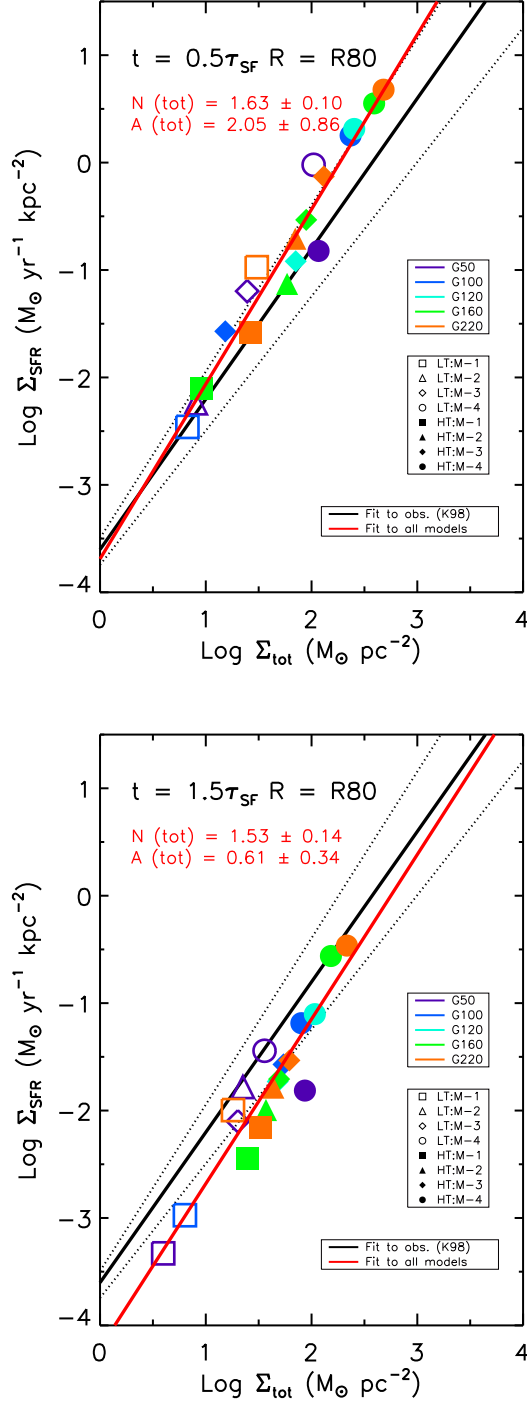 t = 0.5τSF R = R80
N (tot) = 1.63 ± 0.10
A (tot) = 2.05 ± 0.86
1
0
−1
−2
−3
−4
Log ΣSFR (M⊙ yr−1 kpc−2)
G50
G100
G120
G160
G220
LT:M−1
LT:M−2
LT:M−3
LT:M−4
HT:M−1
HT:M−2
HT:M−3
HT:M−4
Fit to obs. (K98)
Fit to all models
0 1 2 3 4
Log Σtot (M⊙ pc−2)
t = 1.5τSF R = R80
N (tot) = 1.53 ± 0.14
A (tot) = 0.61 ± 0.34
1
0
−1
−2
−3
−4
Log ΣSFR (M⊙ yr−1 kpc−2)
G50
G100
G120
G160
G220
LT:M−1
LT:M−2
LT:M−3
LT:M−4
HT:M−1
HT:M−2
HT:M−3
HT:M−4
Fit to obs. (K98)
Fit to all models
0 1 2 3 4
Log Σtot (M⊙ pc−2)